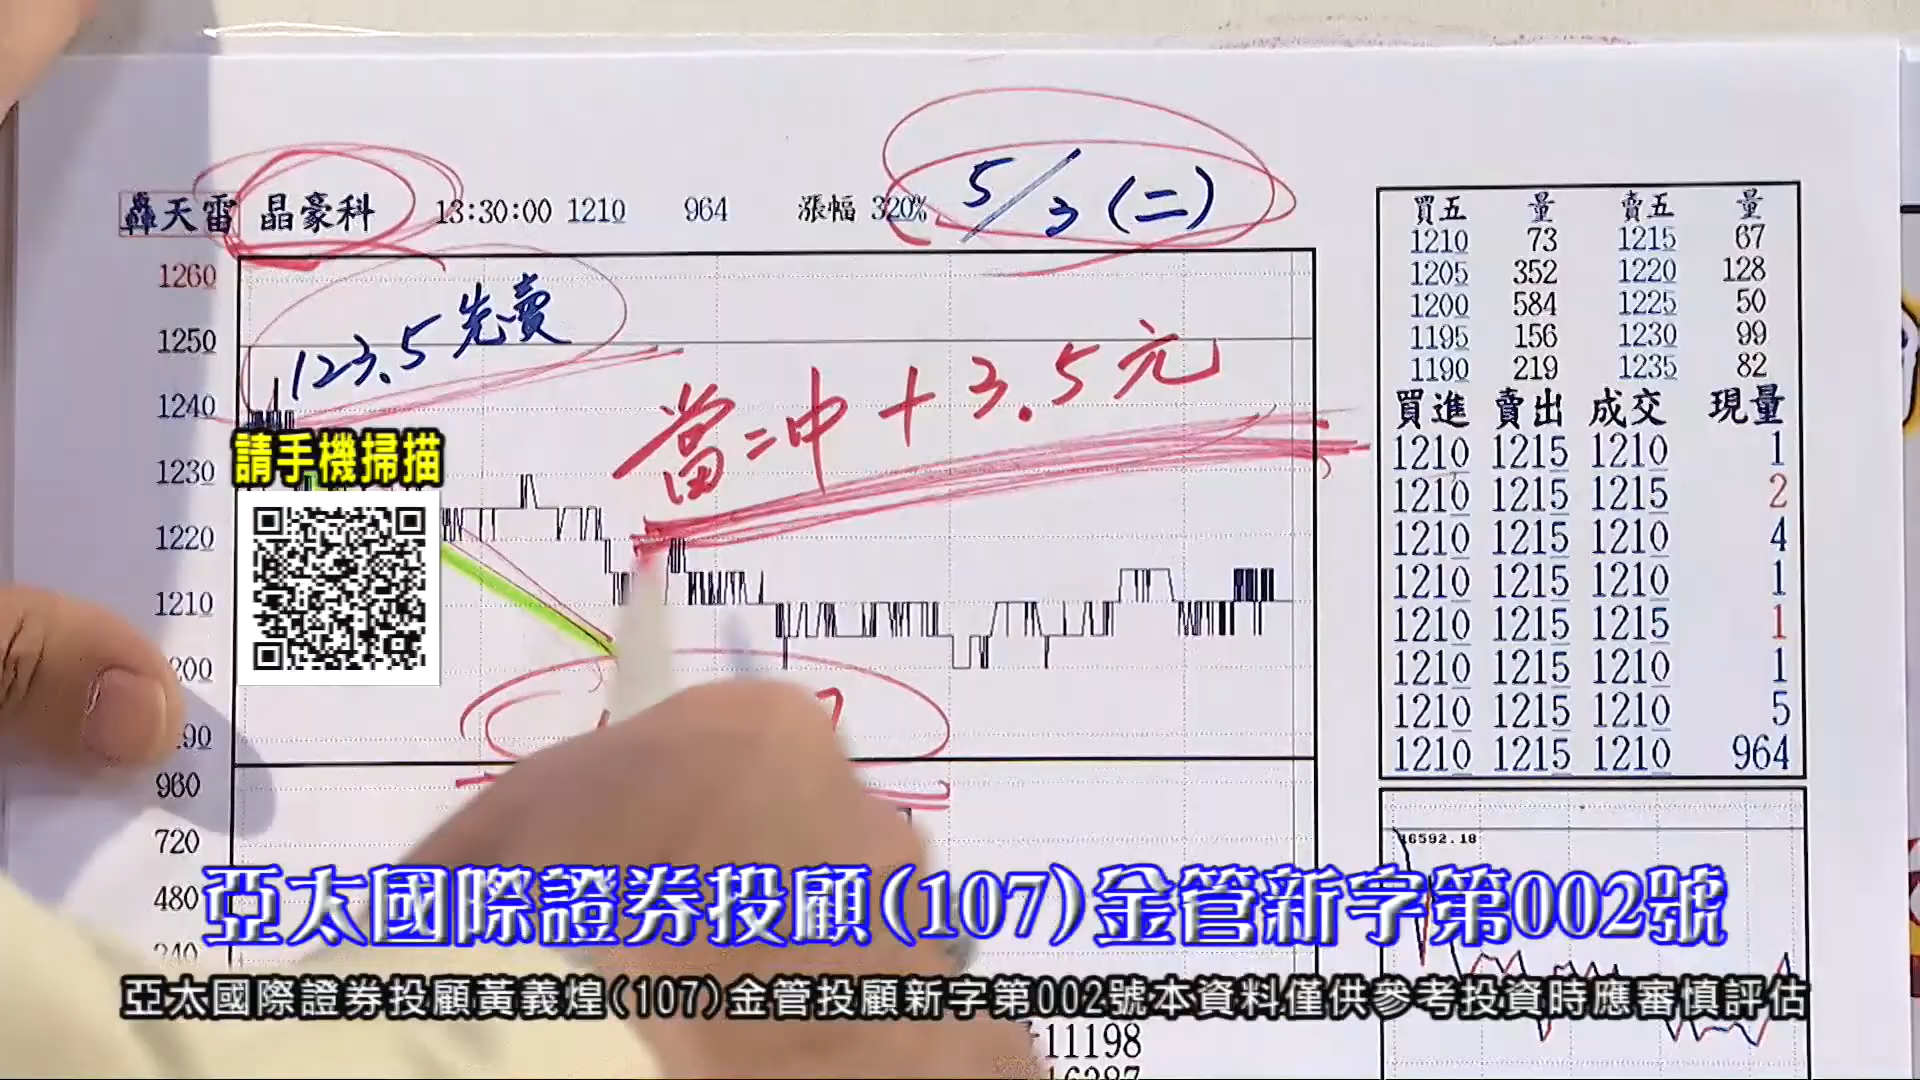 轟天雷 晶豪科 13:30:00 1210 964 漲幅 320% 5/3(二)
1260
1250
1240
1230
1220
1210
200
90
960
720
480
240
123.5先賣
當沖+3.5元
請手機掃描
買五 量 賣五 量
1210 73 1215 67
1205 352 1220 128
1200 584 1225 50
1195 156 1230 99
1190 219 1235 82
買進 賣出 成交 現量
1210 1215 1210 1
1210 1215 1215 2
1210 1215 1210 4
1210 1215 1210 1
1210 1215 1215 1
1210 1215 1210 1
1210 1215 1210 5
1210 1215 1210 964
16592.18
亞太國際證券投顧(107)金管新字第002號
亞太國際證券投顧黃義煌(107)金管投顧新字第002號本資料僅供參考投資時應審慎評估
11198